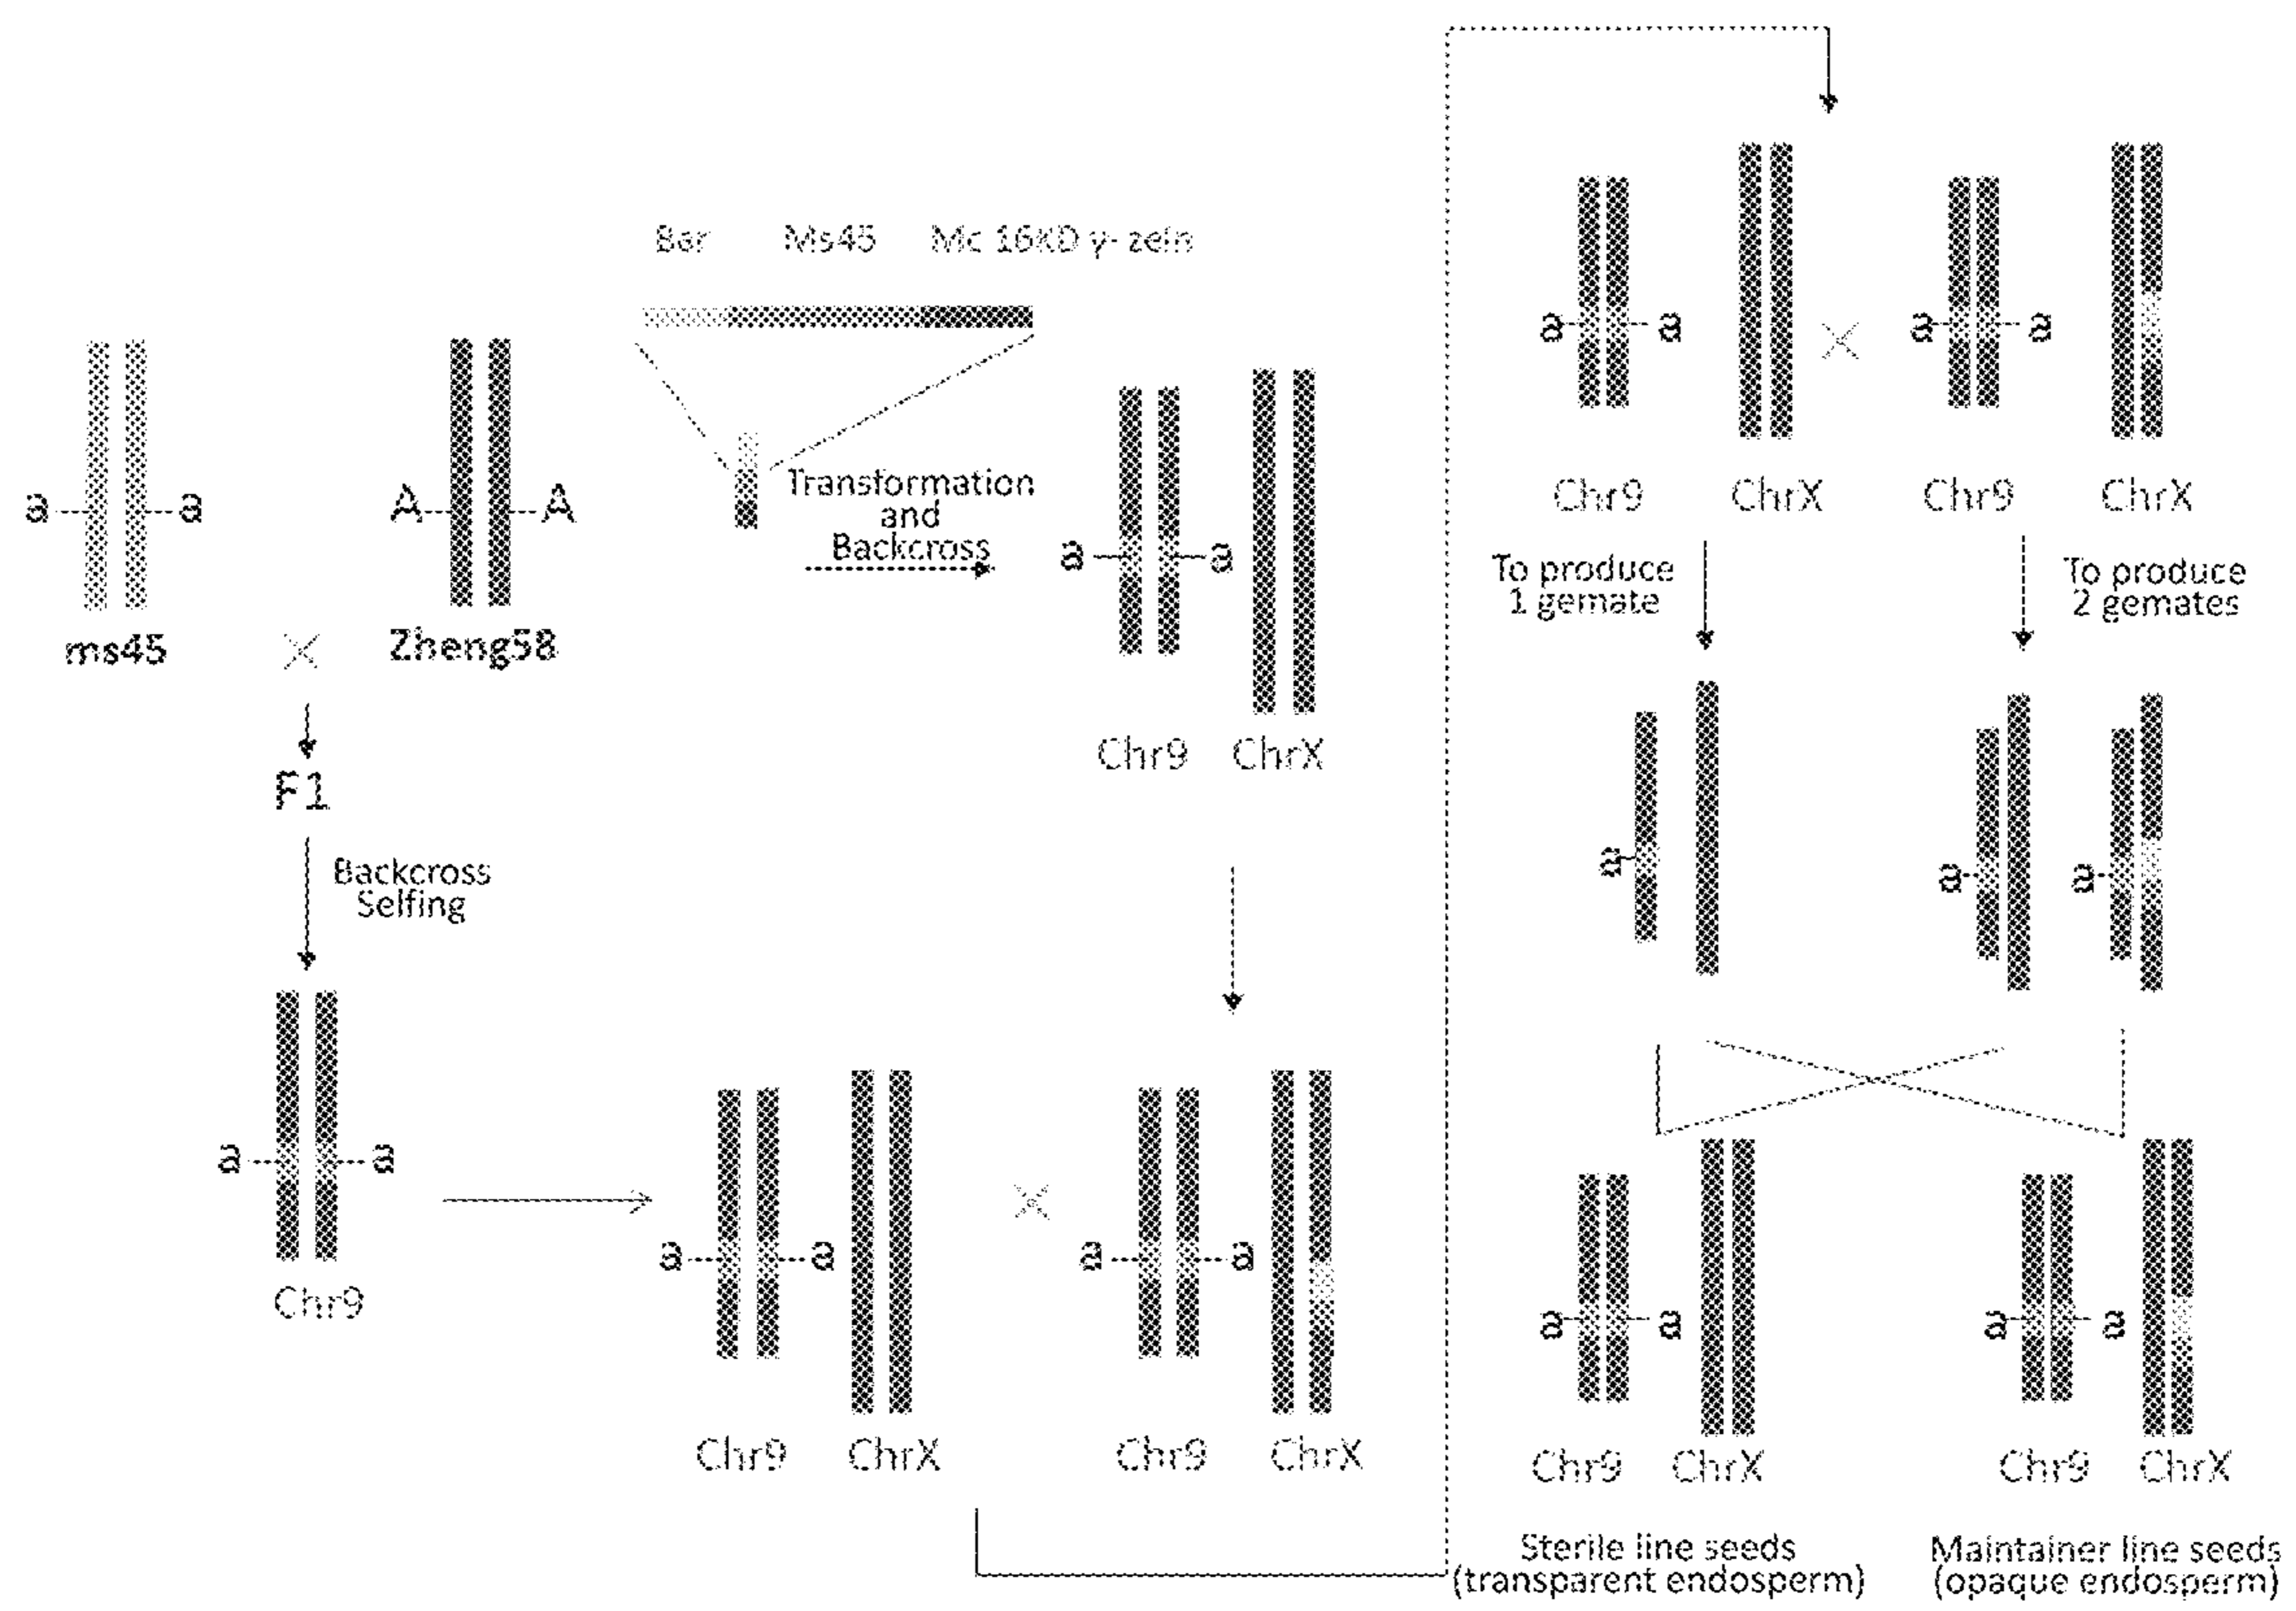 Bar Ms45 Mc 16KD γ- zein
a a
A A
ms45
Zheng58
F1
Backcross
Selfing
a a
Chr9
Transformation
and
Backcross
a a
Chr9 ChrX
a a
Chr9 ChrX
a a
Chr9 ChrX
a a
Chr9 ChrX
a a
Chr9 ChrX
To produce
1 gemate
To produce
2 gemates
a
a
a
a a
Chr9 ChrX
Sterile line seeds
(transparent endosperm)
a a
Chr9 ChrX
Maintainer line seeds
(opaque endosperm)